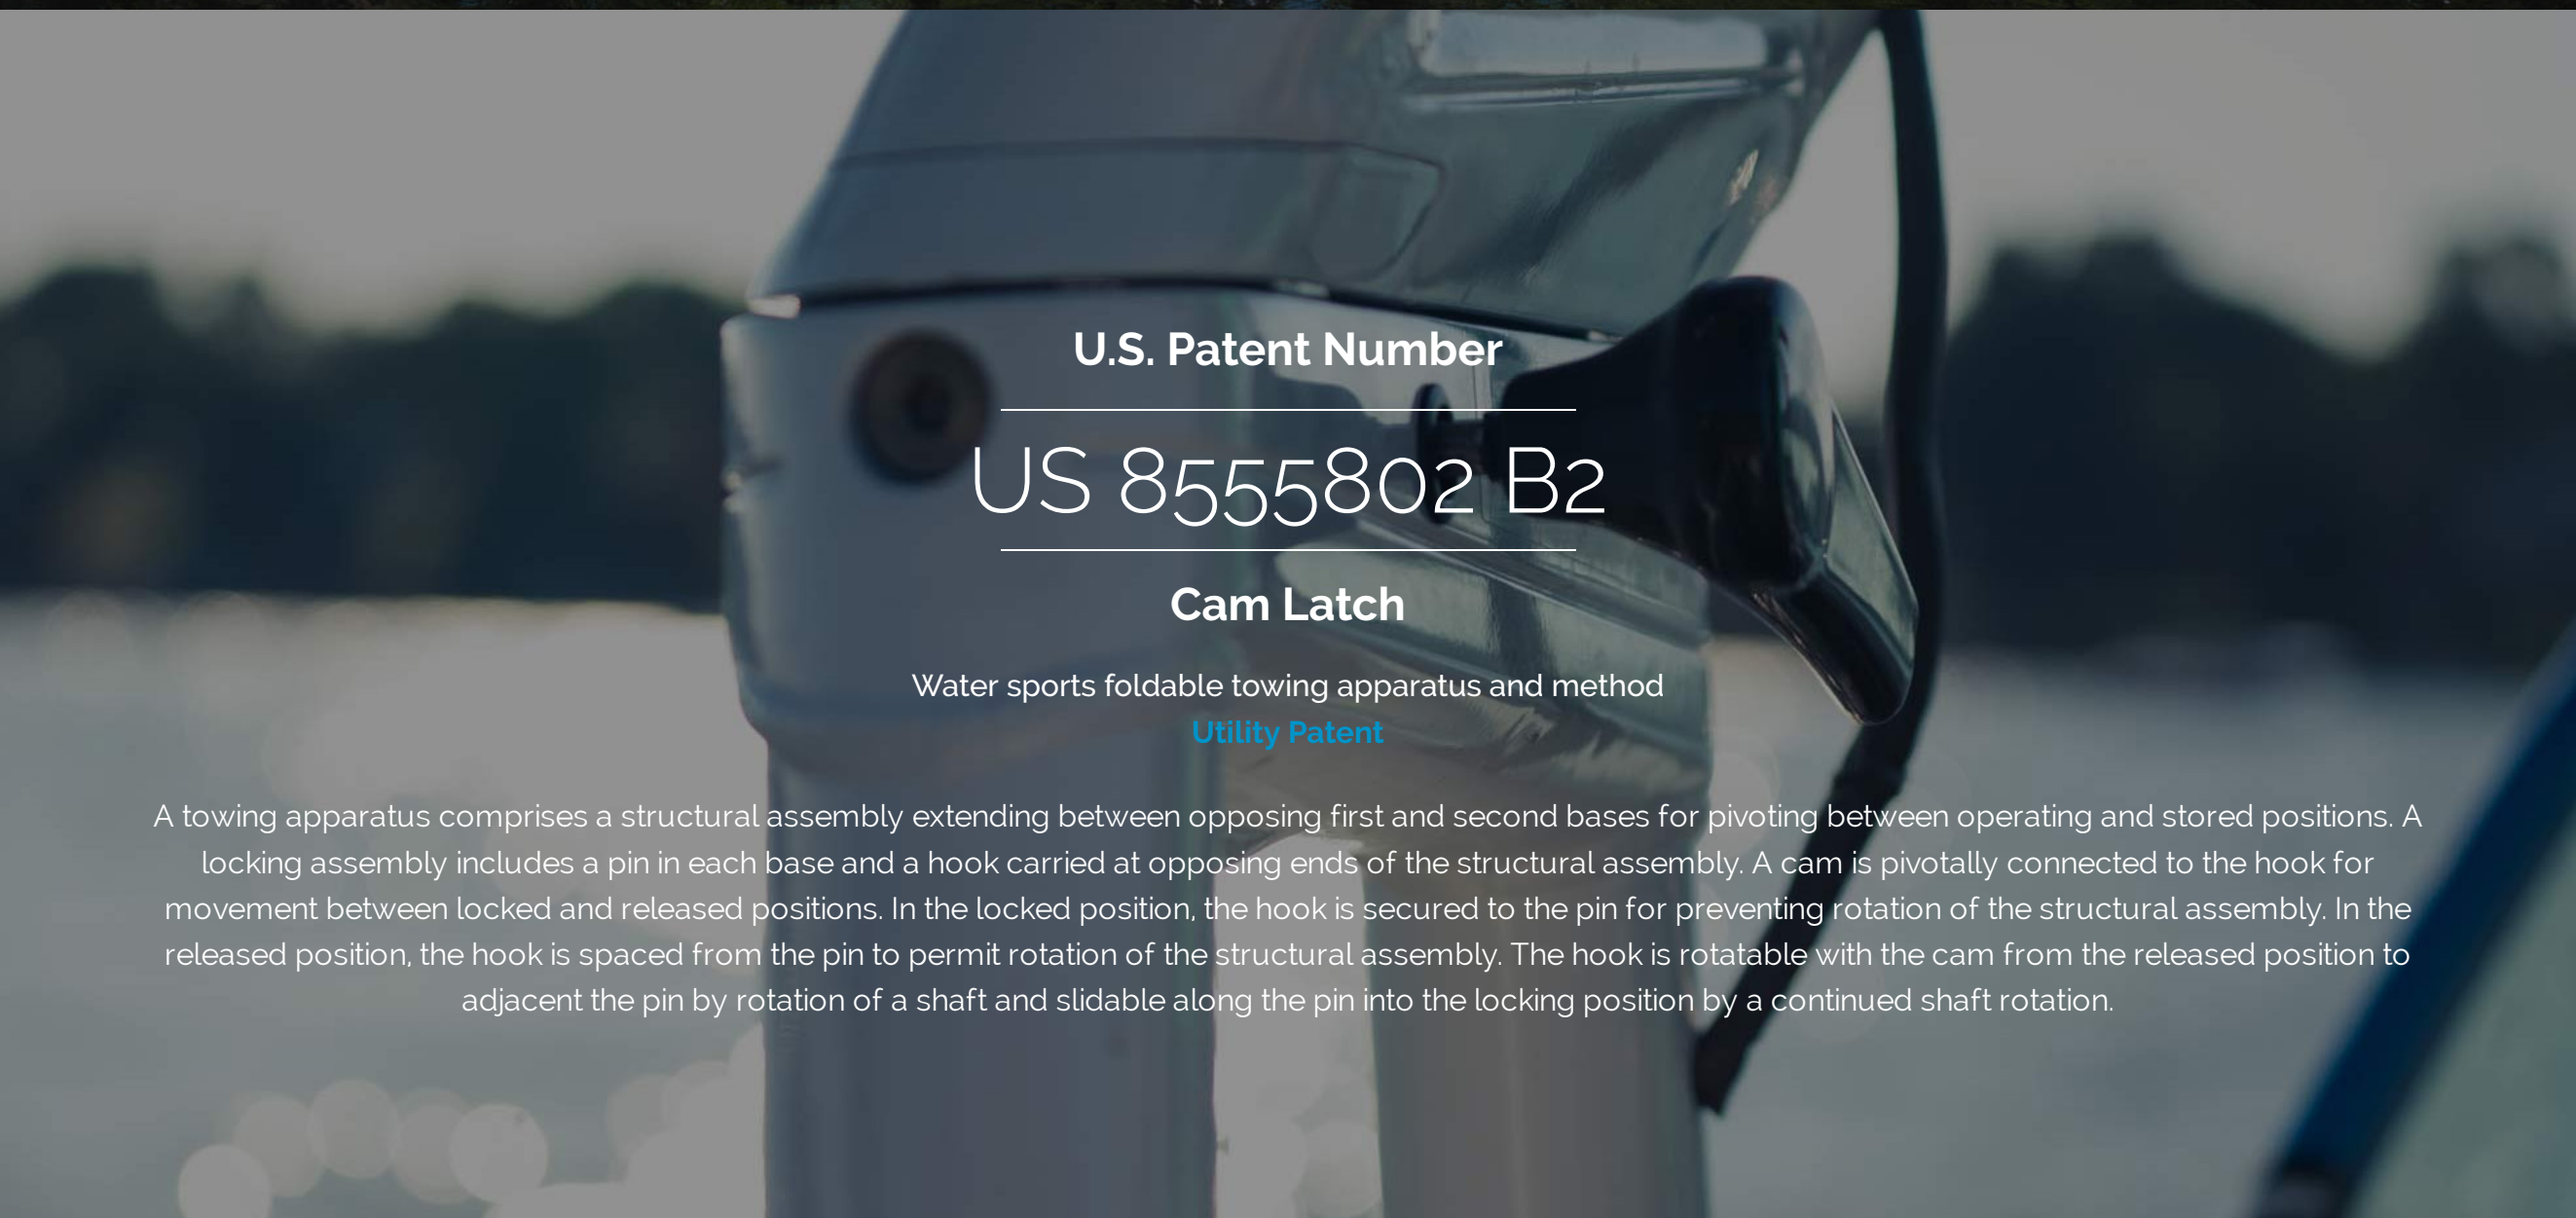 U.S. Patent Number
US 8555802 B2
Cam Latch
Water sports foldable towing apparatus and method
Utility Patent
A towing apparatus comprises a structural assembly extending between opposing first and second bases for pivoting between operating and stored positions. A
locking assembly includes a pin in each base and a hook carried at opposing ends of the structural assembly. A cam is pivotally connected to the hook for
movement between locked and released positions. In the locked position, the hook is secured to the pin for preventing rotation of the structural assembly. In the
released position, the hook is spaced from the pin to permit rotation of the structural assembly. The hook is rotatable with the cam from the released position to
adjacent the pin by rotation of a shaft and slidable along the pin into the locking position by a continued shaft rotation.